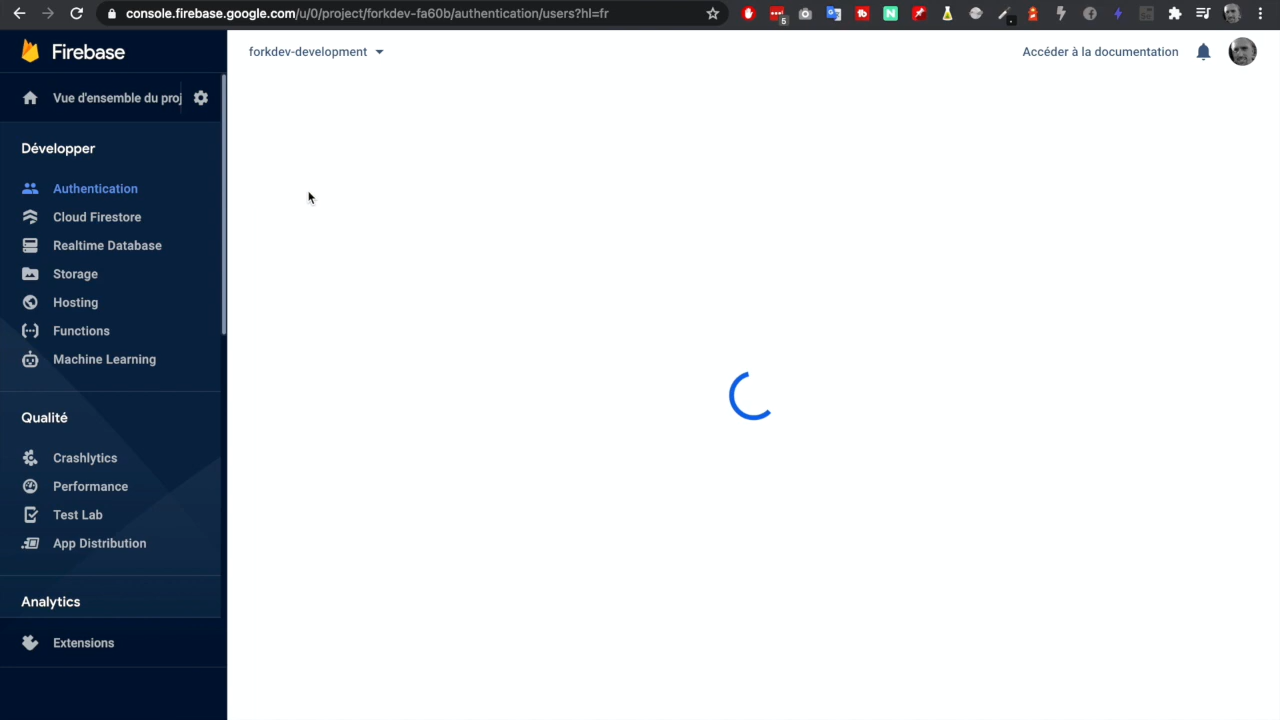 console.firebase.google.com/u/0/project/forkdev-fa60b/authentication/users?hl=fr
5
Firebase
forkdev-development
Accéder à la documentation
Vue d'ensemble du proj
Développer
Authentication
Cloud Firestore
Realtime Database
Storage
Hosting
Functions
Machine Learning
Qualité
Crashlytics
Performance
Test Lab
App Distribution
Analytics
Extensions